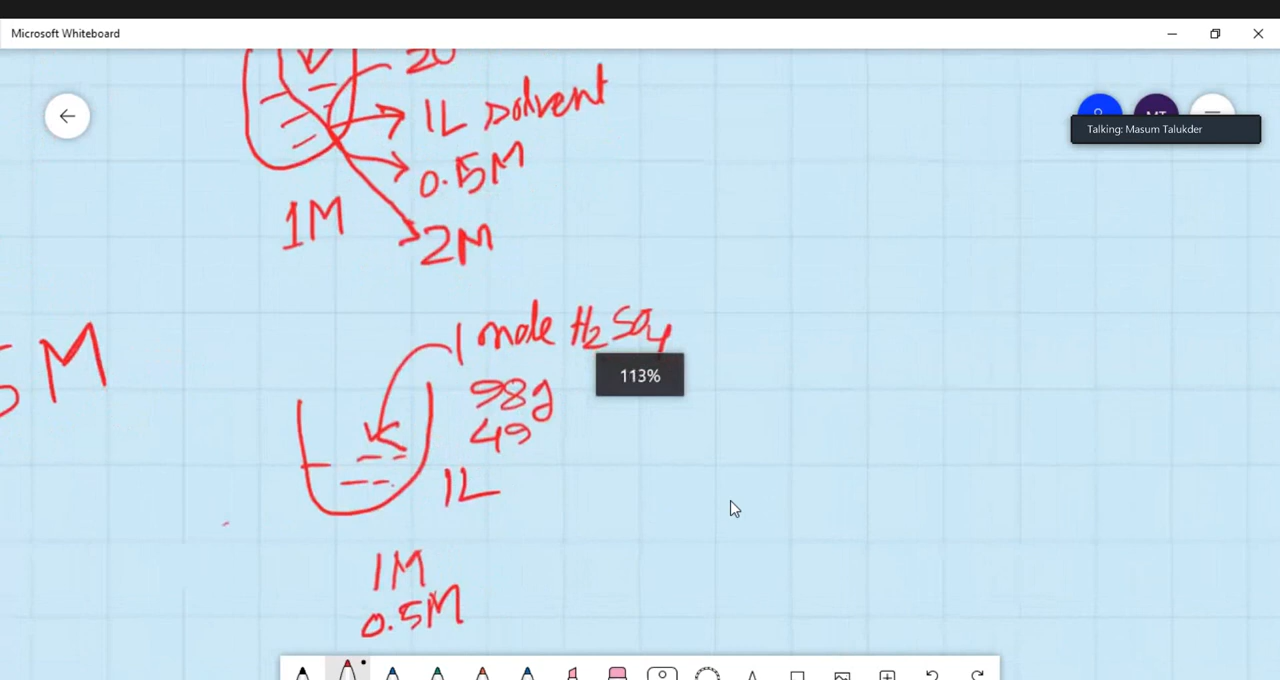 Microsoft Whiteboard
20
1L solvent
0.5M
1M
2M
Talking: Masum Talukder
5 M
1 mole H2SO4
113%
98g
49
1L
1M
0.5M